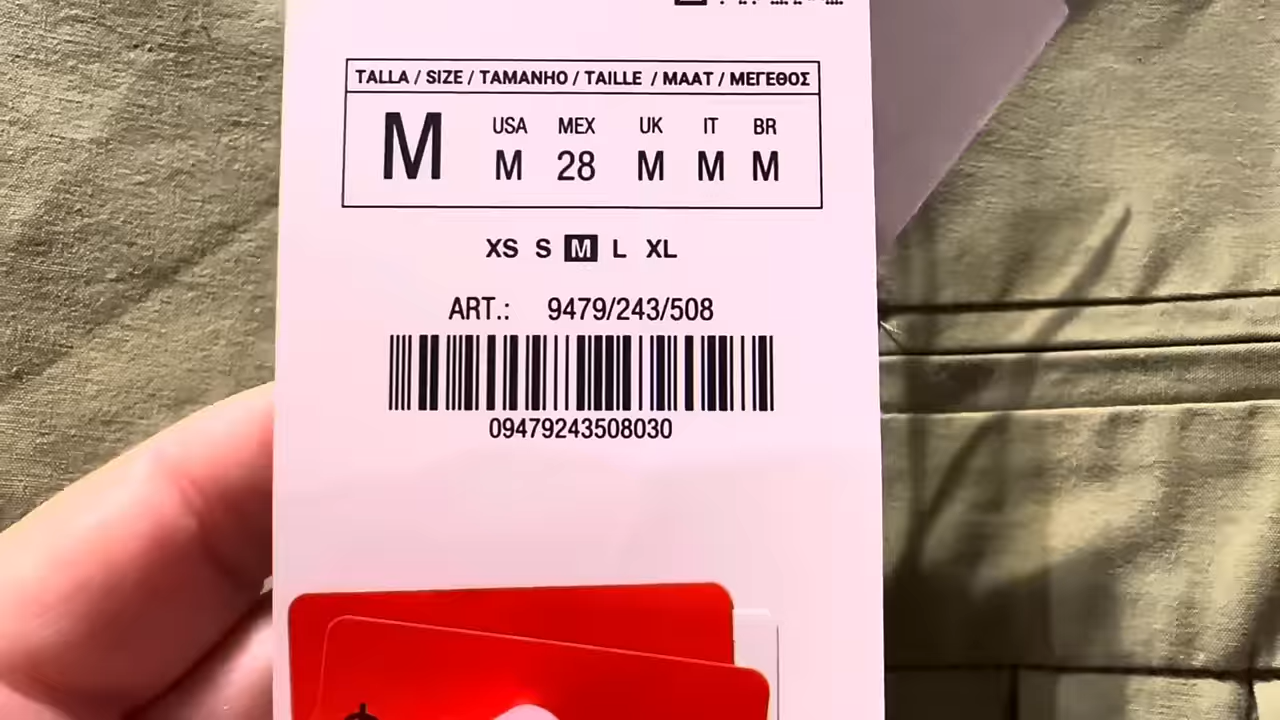 TALLA / SIZE / TAMANHO / TAILLE / MAAT / ΜΕΓΕΘΟΣ
M USA MEX UK IT BR
M 28 M M M
XS S M L XL
ART.: 9479/243/508
09479243508030